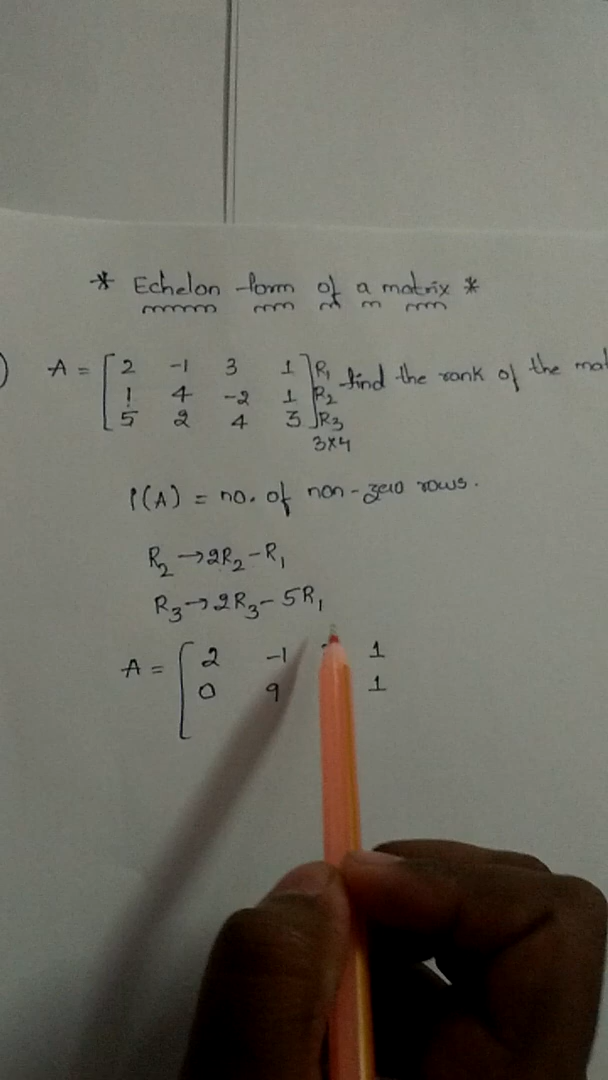 * Echelon form of a matrix *
) A = [ 2 -1 3 1 ] R1 find the rank of the
1 4 -2 1 R2
5 2 4 3 R3
3x4
ρ(A) = no. of non-zero rows.
R2 → 2R2 - R1
R3 → 2R3 - 5R1
A = [ 2 -1 1
0 9 1